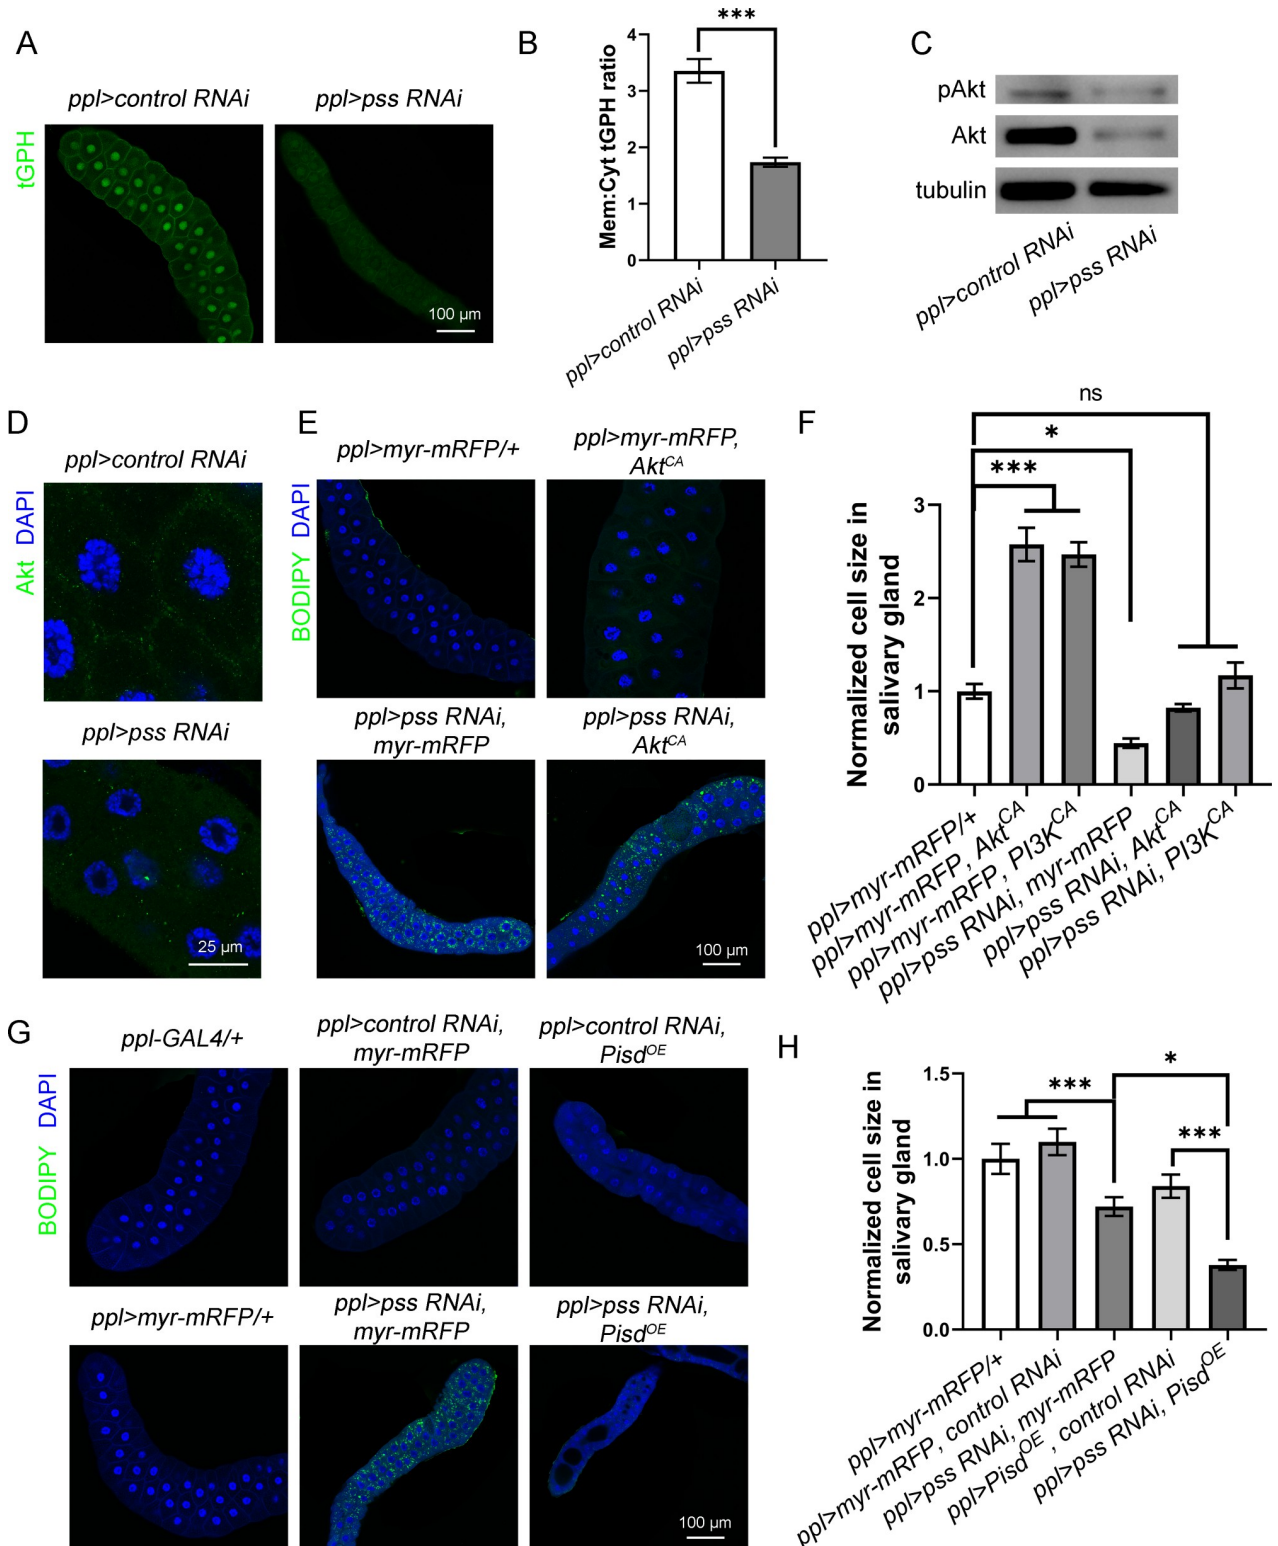 A
ppl>control RNAi
ppl>pss RNAi
tGPH
100 µm
B
***
Mem:Cyt tGPH ratio
4
3
2
1
0
ppl>control RNAi
ppl>pss RNAi
C
pAkt
Akt
tubulin
ppl>control RNAi
ppl>pss RNAi
D
ppl>control RNAi
Akt DAPI
ppl>pss RNAi
25 µm
E
ppl>myr-mRFP/+
ppl>myr-mRFP,
Akt^CA
BODIPY DAPI
ppl>pss RNAi,
myr-mRFP
ppl>pss RNAi,
Akt^CA
100 µm
F
ns
*
***
Normalized cell size in
salivary gland
3
2
1
0
ppl>myr-mRFP/+
ppl>myr-mRFP, Akt^CA
ppl>myr-mRFP, PI3K^CA
ppl>pss RNAi, myr-mRFP
ppl>pss RNAi, Akt^CA
ppl>pss RNAi, PI3K^CA
G
ppl-GAL4/+
ppl>control RNAi,
myr-mRFP
ppl>control RNAi,
Pisd^OE
BODIPY DAPI
ppl>myr-mRFP/+
ppl>pss RNAi,
myr-mRFP
ppl>pss RNAi,
Pisd^OE
100 µm
H
*
***
***
Normalized cell size in
salivary gland
1.5
1.0
0.5
0.0
ppl>myr-mRFP/+
ppl>myr-mRFP, control RNAi
ppl>pss RNAi, myr-mRFP
ppl>Pisd^OE, control RNAi
ppl>pss RNAi, Pisd^OE